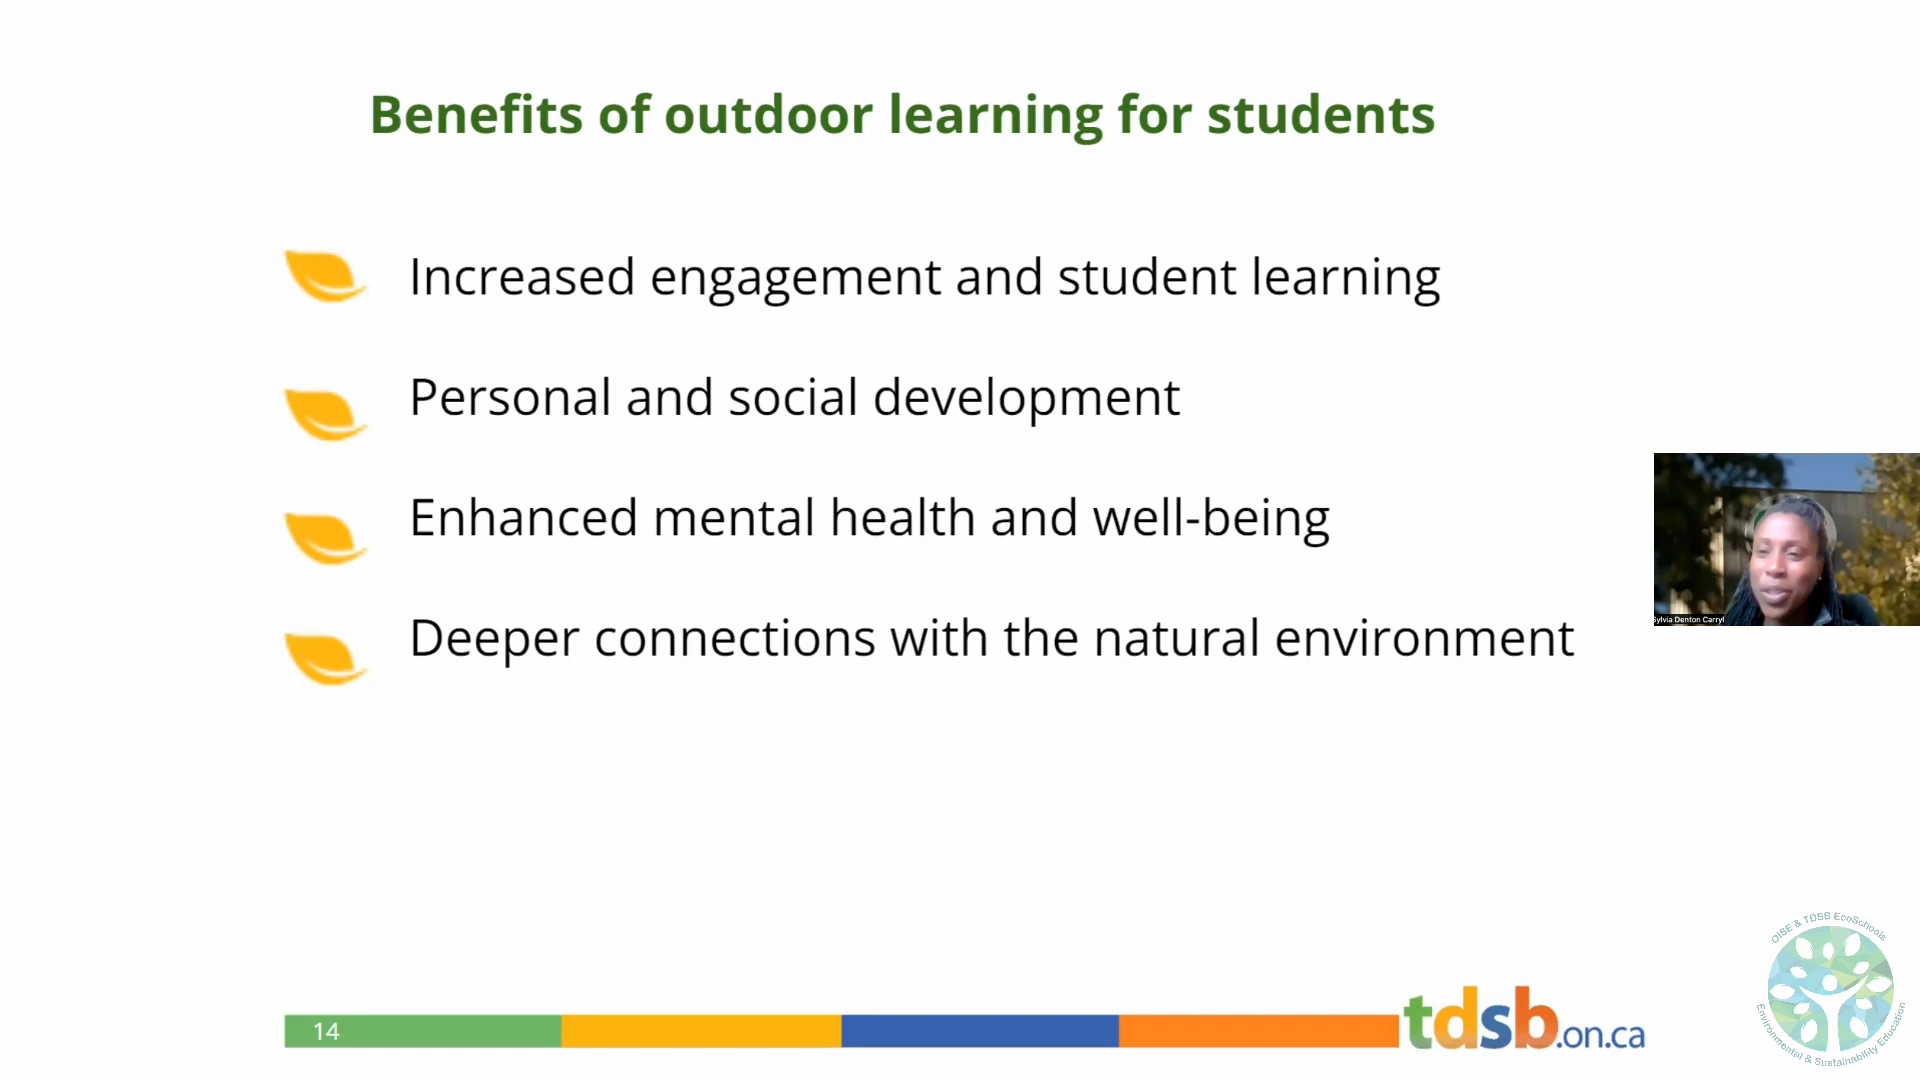 Benefits of outdoor learning for students
Increased engagement and student learning
Personal and social development
Enhanced mental health and well-being
Deeper connections with the natural environment
Sylvia Denton Carryl
14
tdsb.on.ca
OISE & TDSB EcoSchools
Environmental & Sustainability Education